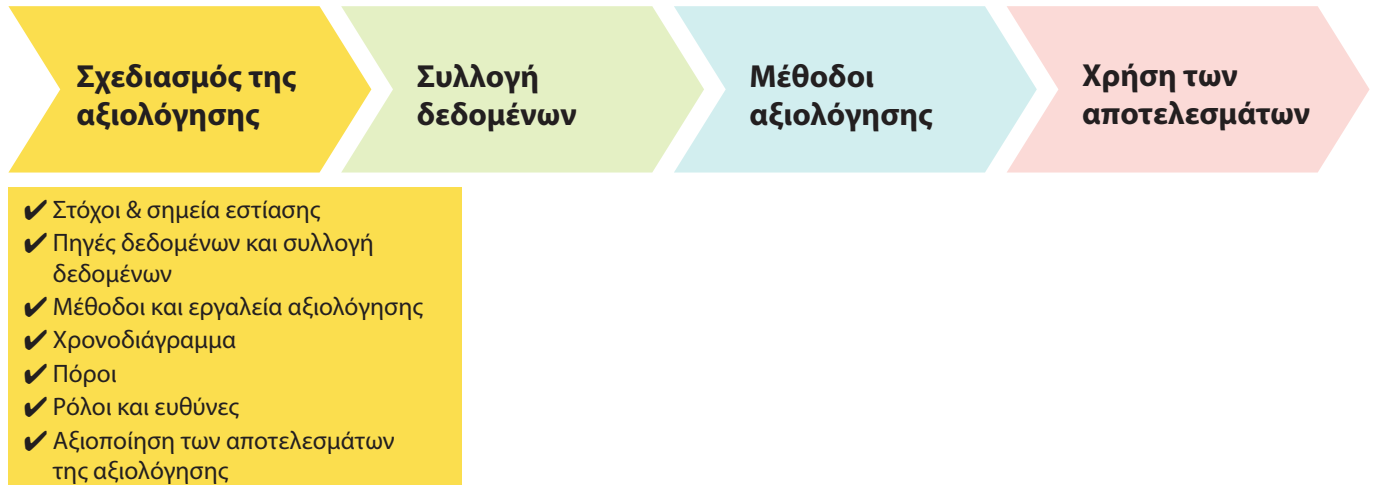 Σχεδιασμός της
αξιολόγησης
Συλλογή
δεδομένων
Μέθοδοι
αξιολόγησης
Χρήση των
αποτελεσμάτων
✔ Στόχοι & σημεία εστίασης
✔ Πηγές δεδομένων και συλλογή
δεδομένων
✔ Μέθοδοι και εργαλεία αξιολόγησης
✔ Χρονοδιάγραμμα
✔ Πόροι
✔ Ρόλοι και ευθύνες
✔ Αξιοποίηση των αποτελεσμάτων
της αξιολόγησης